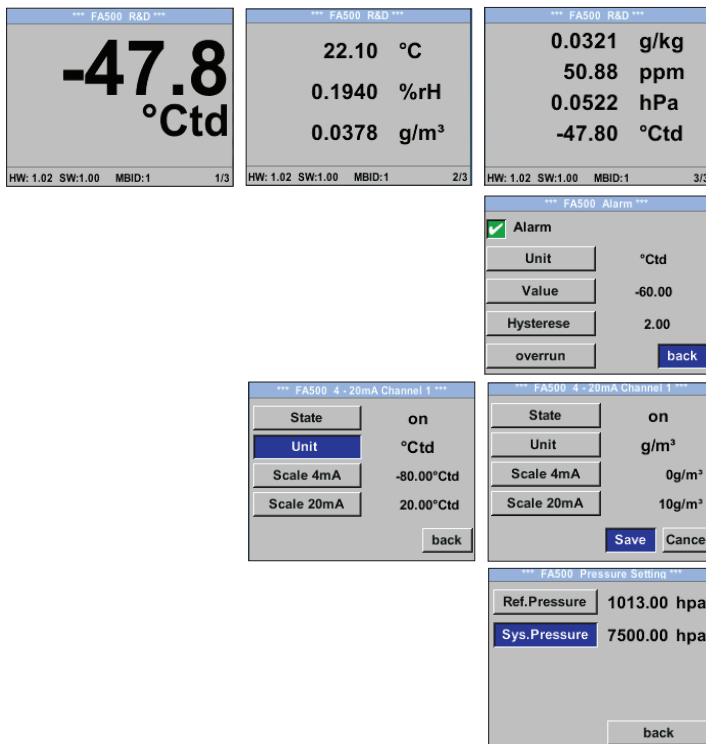 *** FA500 R&D ***
-47.8
°Ctd
HW: 1.02 SW:1.00 MBID:1 1/3
*** FA500 R&D ***
22.10 °C
0.1940 %rH
0.0378 g/m³
HW: 1.02 SW:1.00 MBID:1 2/3
*** FA500 R&D ***
0.0321 g/kg
50.88 ppm
0.0522 hPa
-47.80 °Ctd
HW: 1.02 SW:1.00 MBID:1 3/3
*** FA500 Alarm ***
Alarm
Unit °Ctd
Value -60.00
Hysterese 2.00
overrun back
*** FA500 4 - 20mA Channel 1 ***
State on
Unit °Ctd
Scale 4mA -80.00°Ctd
Scale 20mA 20.00°Ctd
back
*** FA500 4 - 20mA Channel 1 ***
State on
Unit g/m³
Scale 4mA 0g/m³
Scale 20mA 10g/m³
Save Cance
*** FA500 Pressure Setting ***
Ref.Pressure 1013.00 hpa
Sys.Pressure 7500.00 hpa
back